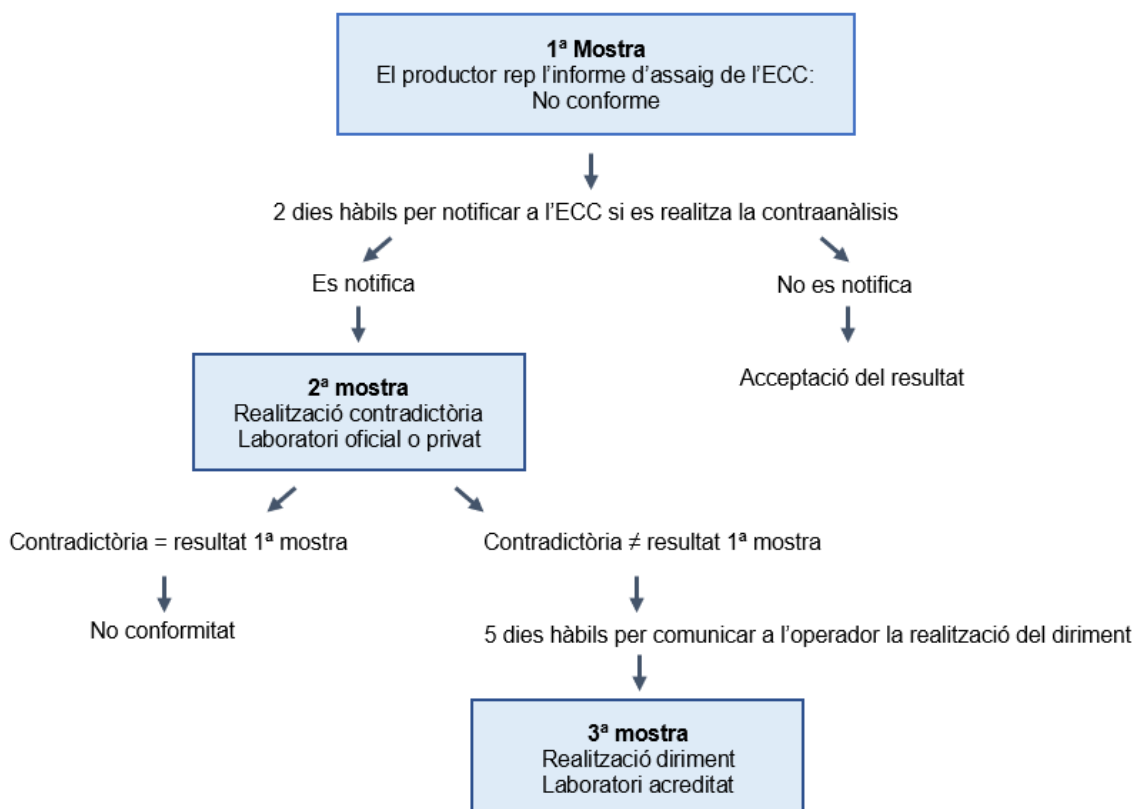 1ª Mostra
El productor rep l’informe d’assaig de l’ECC:
No conforme
2 dies hàbils per notificar a l’ECC si es realitza la contraanàlisis
Es notifica
No es notifica
2ª mostra
Realització contradictòria
Laboratori oficial o privat
Acceptació del resultat
Contradictòria = resultat 1ª mostra
Contradictòria ≠ resultat 1ª mostra
No conformitat
5 dies hàbils per comunicar a l’operador la realització del diriment
3ª mostra
Realització diriment
Laboratori acreditat